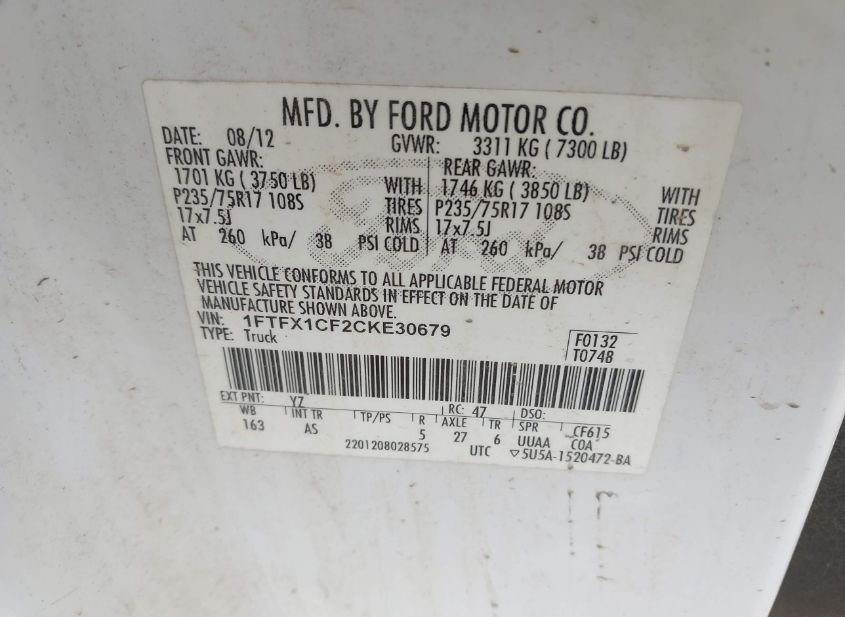 MFD. BY FORD MOTOR CO.
DATE: 08/12 GVWR: 3311 KG ( 7300 LB)
FRONT GAWR: REAR GAWR:
1701 KG ( 3750 LB) WITH 1746 KG ( 3850 LB) WITH
P235/75R17 108S TIRES P235/75R17 108S TIRES
17x7.5J RIMS 17x7.5J RIMS
AT 260 kPa/ 38 PSI COLD AT 260 kPa/ 38 PSI COLD
THIS VEHICLE CONFORMS TO ALL APPLICABLE FEDERAL MOTOR
VEHICLE SAFETY STANDARDS IN EFFECT ON THE DATE OF
MANUFACTURE SHOWN ABOVE.
VIN: 1FTFX1CF2CKE30679
TYPE: Truck
F0132
T0748
EXT PNT: YZ RC: 47 DSO:
WB INT TR TP/PS R AXLE TR SPR CF615
163 AS 5 27 6 UUAA COA
2201208028575 UTC ▽5U5A-1520472-BA
Ford